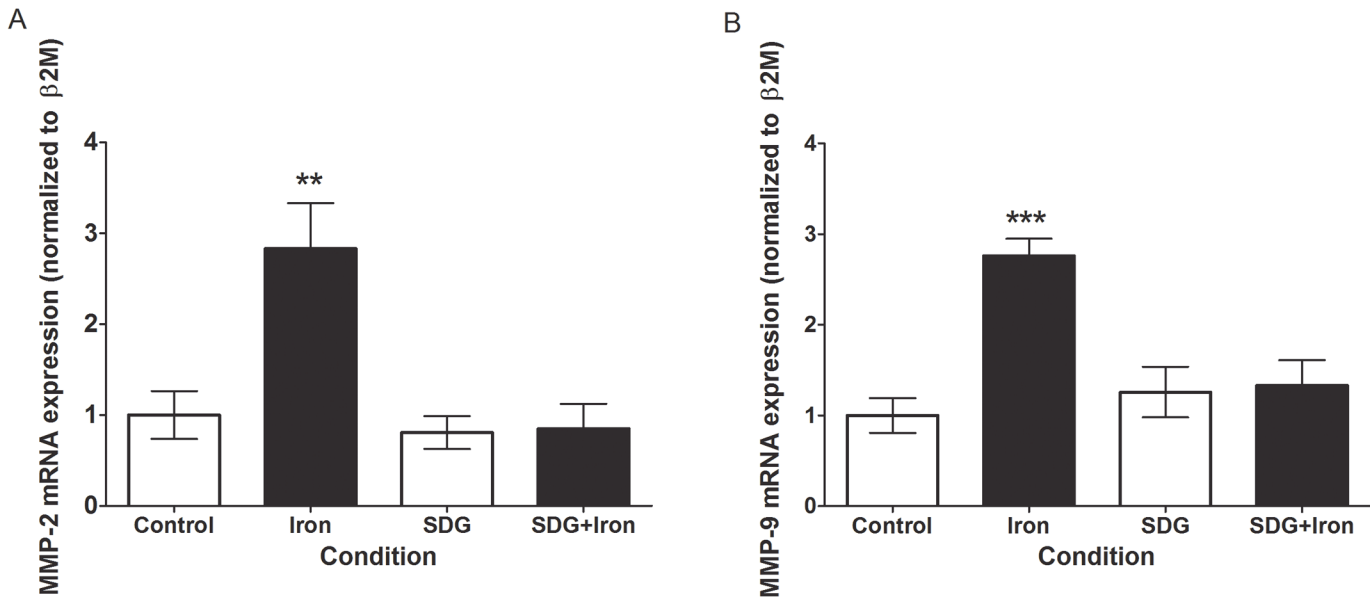 A
MMP-2 mRNA expression (normalized to β2M)
4
3
2
1
0
**
Control Iron SDG SDG+Iron
Condition
B
MMP-9 mRNA expression (normalized to β2M)
4
3
2
1
0
***
Control Iron SDG SDG+Iron
Condition